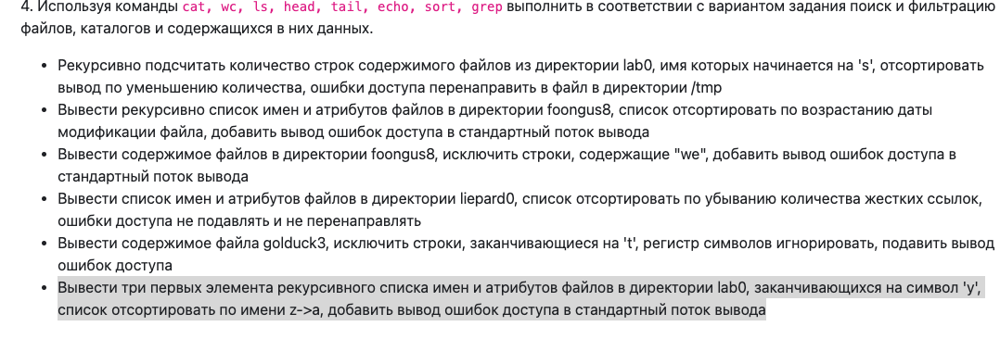 4. Используя команды cat, wc, ls, head, tail, echo, sort, grep выполнить в соответствии с вариантом задания поиск и фильтрацию
файлов, каталогов и содержащихся в них данных.
• Рекурсивно подсчитать количество строк содержимого файлов из директории lab0, имя которых начинается на 's', отсортировать
вывод по уменьшению количества, ошибки доступа перенаправить в файл в директории /tmp
• Вывести рекурсивно список имен и атрибутов файлов в директории foongus8, список отсортировать по возрастанию даты
модификации файла, добавить вывод ошибок доступа в стандартный поток вывода
• Вывести содержимое файлов в директории foongus8, исключить строки, содержащие "we", добавить вывод ошибок доступа в
стандартный поток вывода
• Вывести список имен и атрибутов файлов в директории liepard0, список отсортировать по убыванию количества жестких ссылок,
ошибки доступа не подавлять и не перенаправлять
• Вывести содержимое файла golduck3, исключить строки, заканчивающиеся на 't', регистр символов игнорировать, подавить вывод
ошибок доступа
• Вывести три первых элемента рекурсивного списка имен и атрибутов файлов в директории lab0, заканчивающихся на символ 'y',
список отсортировать по имени z->a, добавить вывод ошибок доступа в стандартный поток вывода